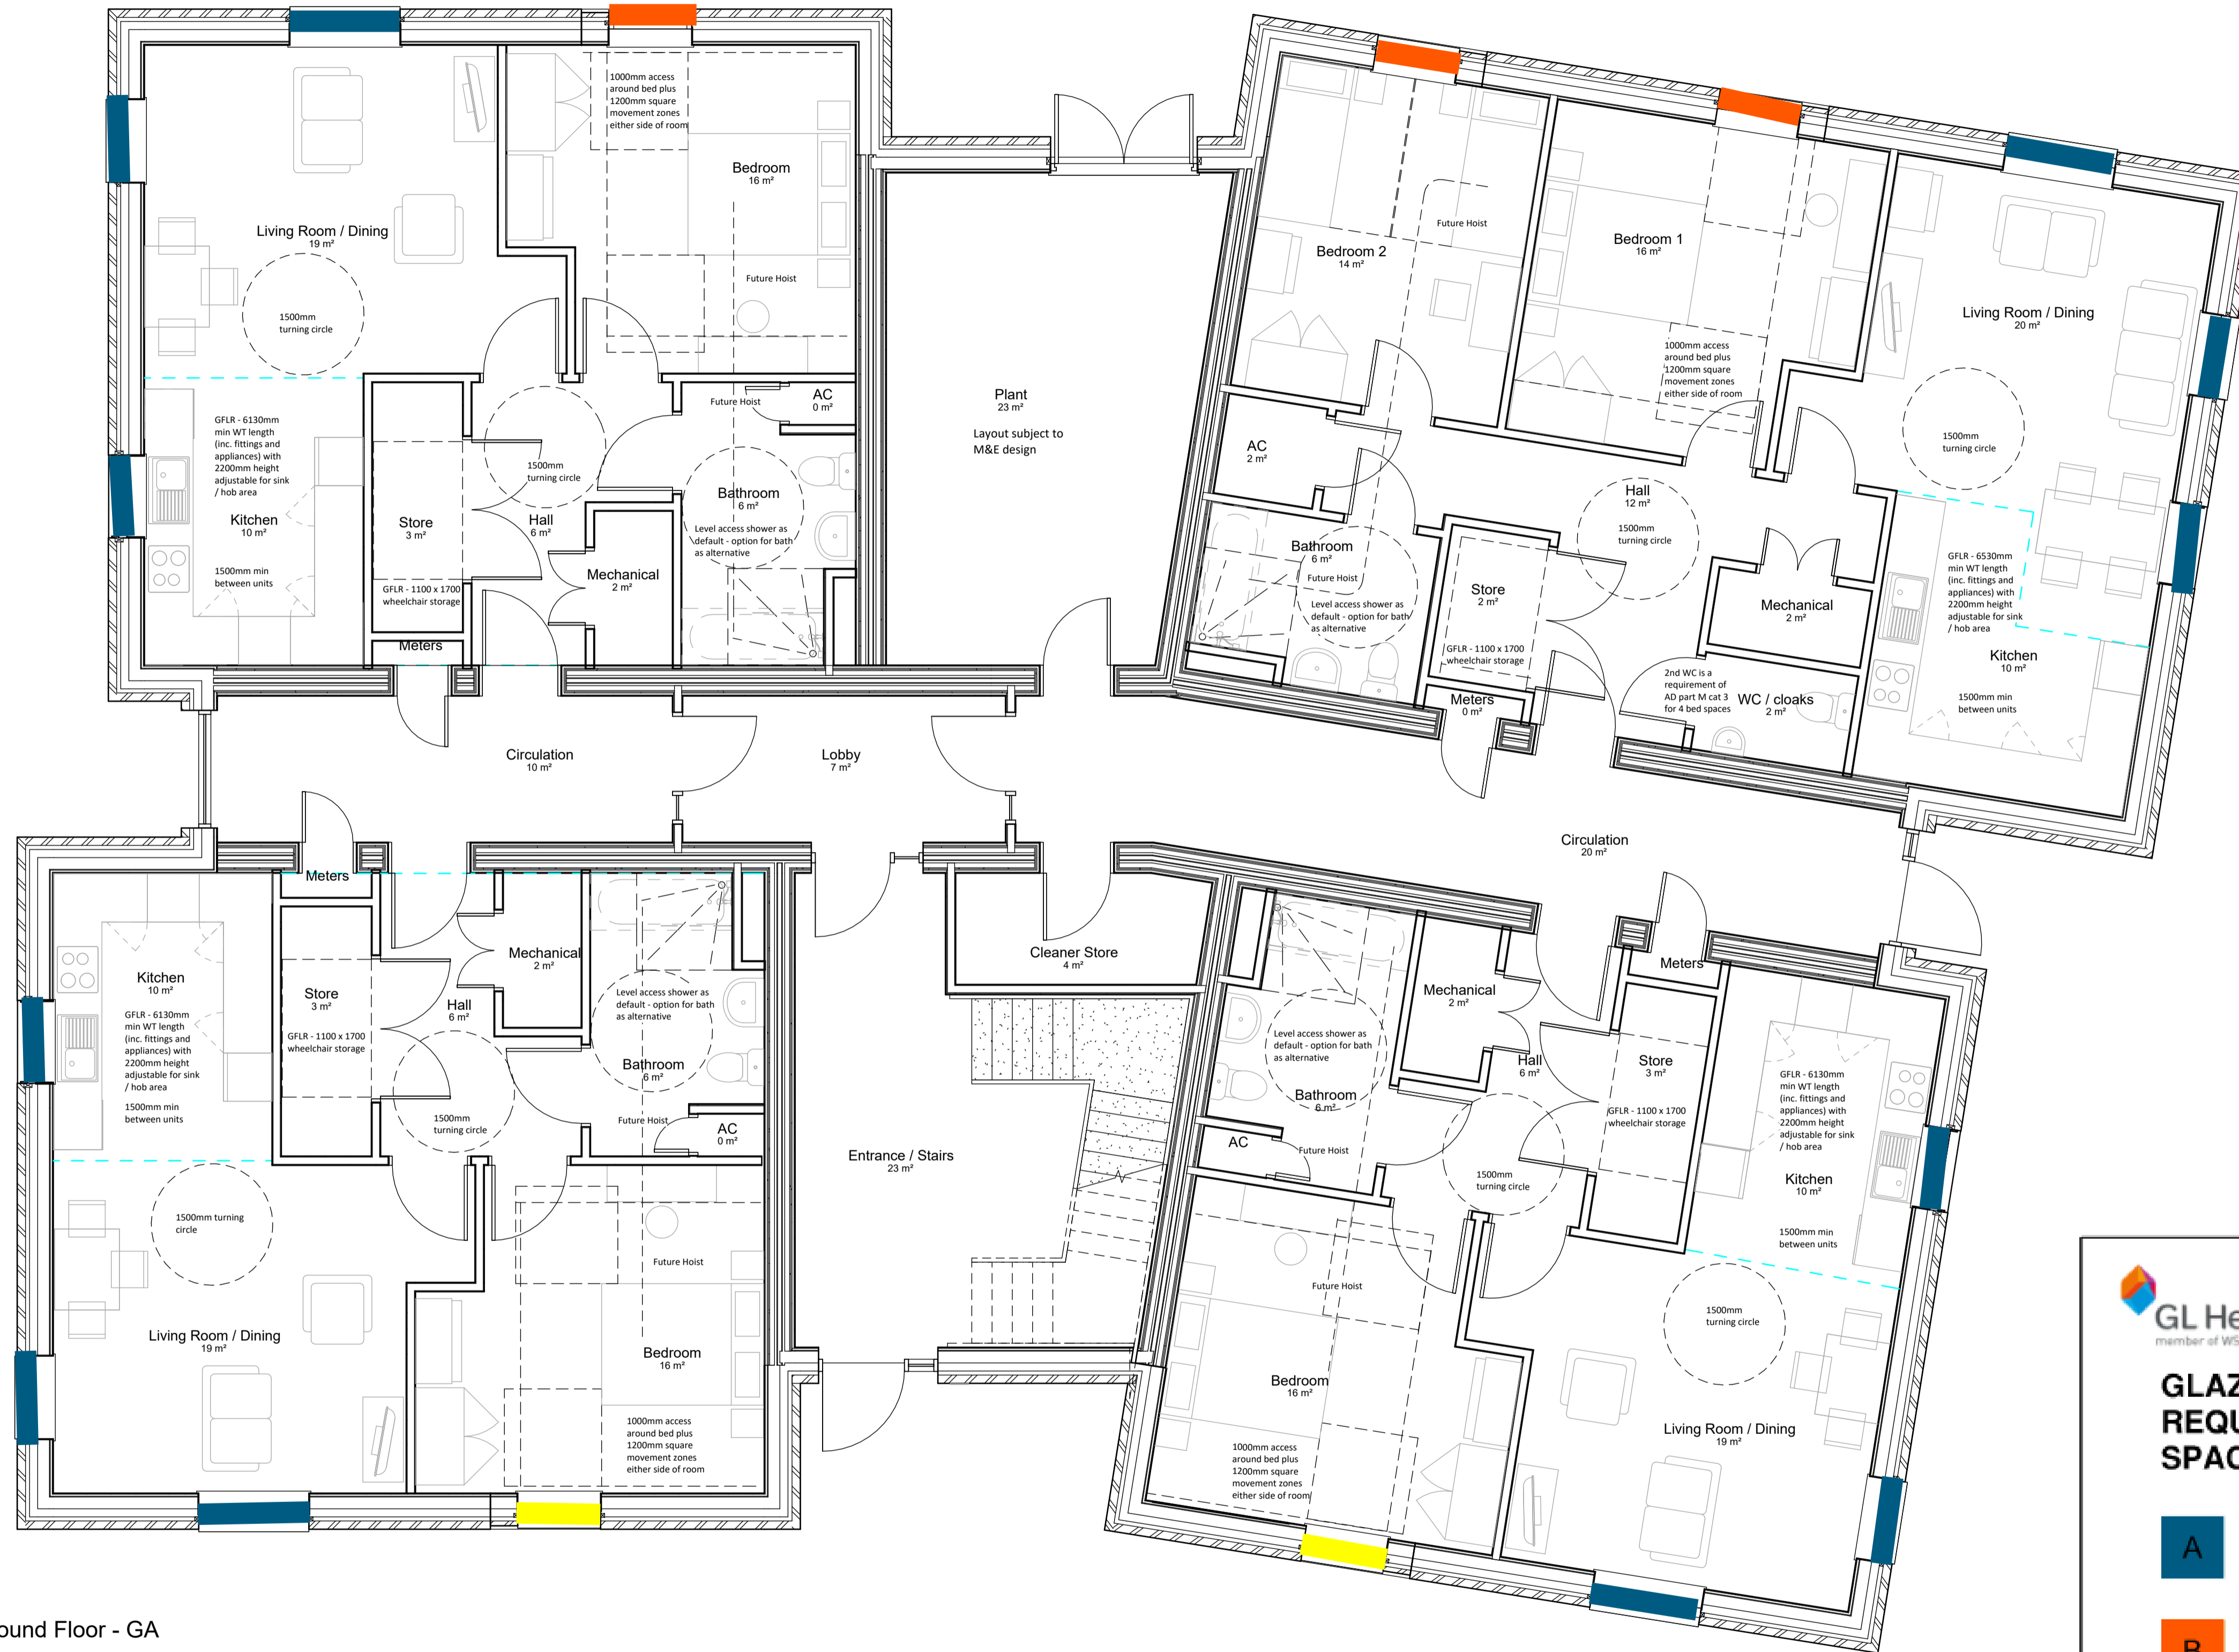 Living Room / Dining
19 m²
1500mm
turning circle
1000mm access
around bed plus
1200mm square
movement zones
either side of room
Bedroom
16 m²
Future Hoist
GFLR - 6130mm
min WT length
(inc. fittings and
appliances) with
2200mm height
adjustable for sink
/ hob area
Kitchen
10 m²
1500mm min
between units
Store
3 m²
GFLR - 1100 x 1700
wheelchair storage
Meters
1500mm
turning circle
Hall
6 m²
Mechanical
2 m²
Future Hoist
AC
0 m²
Bathroom
6 m²
Level access shower as
default - option for bath
as alternative
Plant
23 m²
Layout subject to
M&E design
Bedroom 2
14 m²
Future Hoist
Bedroom 1
16 m²
1000mm access
around bed plus
1200mm square
movement zones
either side of room
Living Room / Dining
20 m²
1500mm
turning circle
AC
2 m²
Hall
12 m²
1500mm
turning circle
Bathroom
6 m²
Future Hoist
Level access shower as
default - option for bath
as alternative
Store
2 m²
GFLR - 1100 x 1700
wheelchair storage
Meters
0 m²
Mechanical
2 m²
2nd WC is a
requirement of
AD part M cat 3
for 4 bed spaces
WC / cloaks
2 m²
GFLR - 6530mm
min WT length
(inc. fittings and
appliances) with
2200mm height
adjustable for sink
/ hob area
Kitchen
10 m²
1500mm min
between units
Circulation
10 m²
Lobby
7 m²
Circulation
20 m²
Meters
Kitchen
10 m²
GFLR - 6130mm
min WT length
(inc. fittings and
appliances) with
2200mm height
adjustable for sink
/ hob area
1500mm min
between units
Store
3 m²
GFLR - 1100 x 1700
wheelchair storage
Hall
6 m²
1500mm
turning circle
Mechanical
2 m²
Level access shower as
default - option for bath
as alternative
Bathroom
6 m²
Future Hoist
AC
0 m²
1500mm turning
circle
Living Room / Dining
19 m²
Future Hoist
Bedroom
16 m²
1000mm access
around bed plus
1200mm square
movement zones
either side of room
Cleaner Store
4 m²
Entrance / Stairs
23 m²
Level access shower as
default - option for bath
as alternative
Bathroom
6 m²
AC
Future Hoist
Mechanical
2 m²
Hall
6 m²
1500mm
turning circle
Meters
Store
3 m²
GFLR - 1100 x 1700
wheelchair storage
GFLR - 6130mm
min WT length
(inc. fittings and
appliances) with
2200mm height
adjustable for sink
/ hob area
Kitchen
10 m²
1500mm min
between units
Future Hoist
Bedroom
16 m²
1000mm access
around bed plus
1200mm square
movement zones
either side of room
1500mm
turning circle
Living Room / Dining
19 m²
GL He
member of WS
GLAZ
REQU
SPAC
A
B
ound Floor - GA